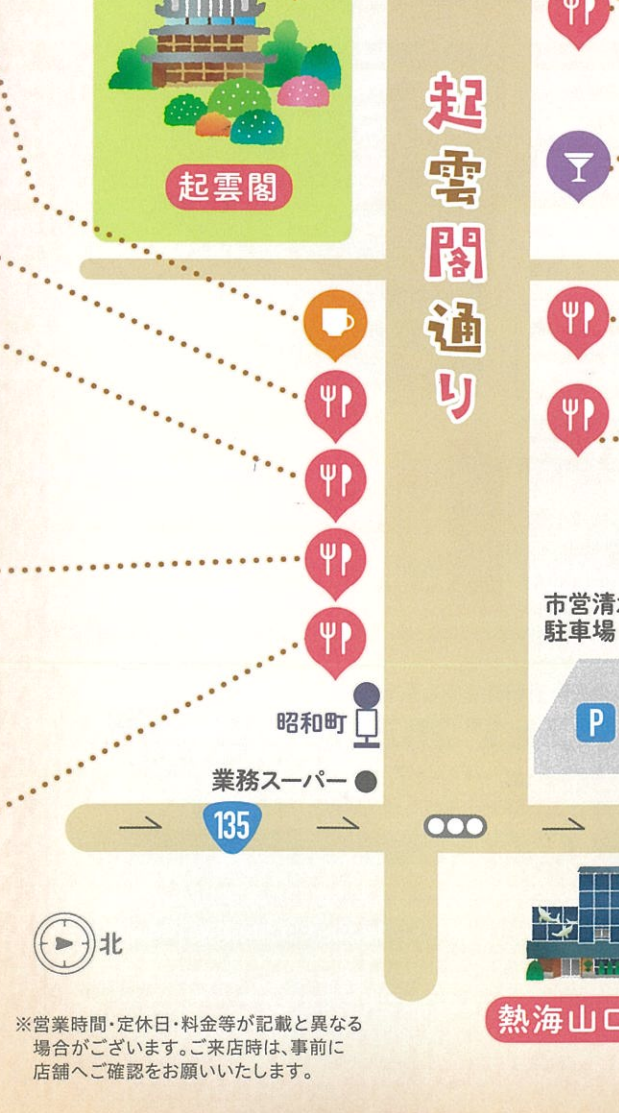 起雲閣
起雲閣通り
市営清
駐車場
P
昭和町
業務スーパー
135
北
熱海山口
※営業時間・定休日・料金等が記載と異なる
場合がございます。ご来店時は、事前に
店舗へご確認をお願いいたします。